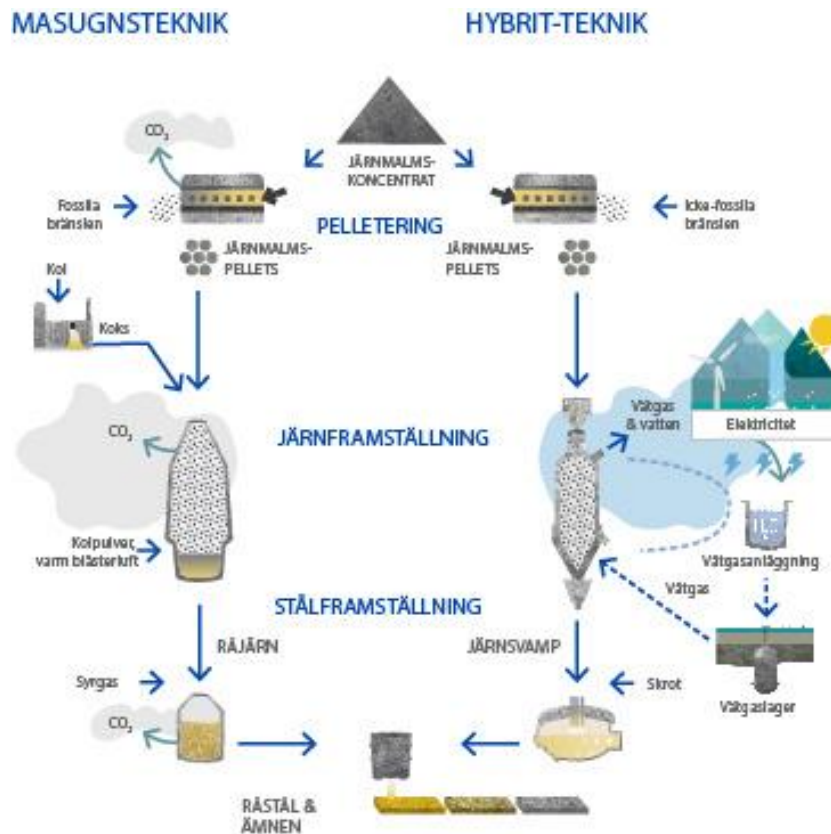 MASUGNSTEKNIK
HYBRIT-TEKNIK
CO₂
JÄRNMALMS-
KONCENTRAT
Fossila
bränslen
Icke-fossila
bränslen
PELLETERING
JÄRNMALMS-
PELLETS
JÄRNMALMS-
PELLETS
Kol
Koks
CO₂
JÄRNFRAMSTÄLLNING
Vätgas
& vatten
Elektricitet
Kolpulver,
varm blästerluft
Vätgasanläggning
Vätgas
STÅLFRAMSTÄLLNING
RÅJÄRN
JÄRNSVAMP
Syrgas
Skrot
Vätgaslager
CO₂
RÅSTÅL &
ÄMNEN